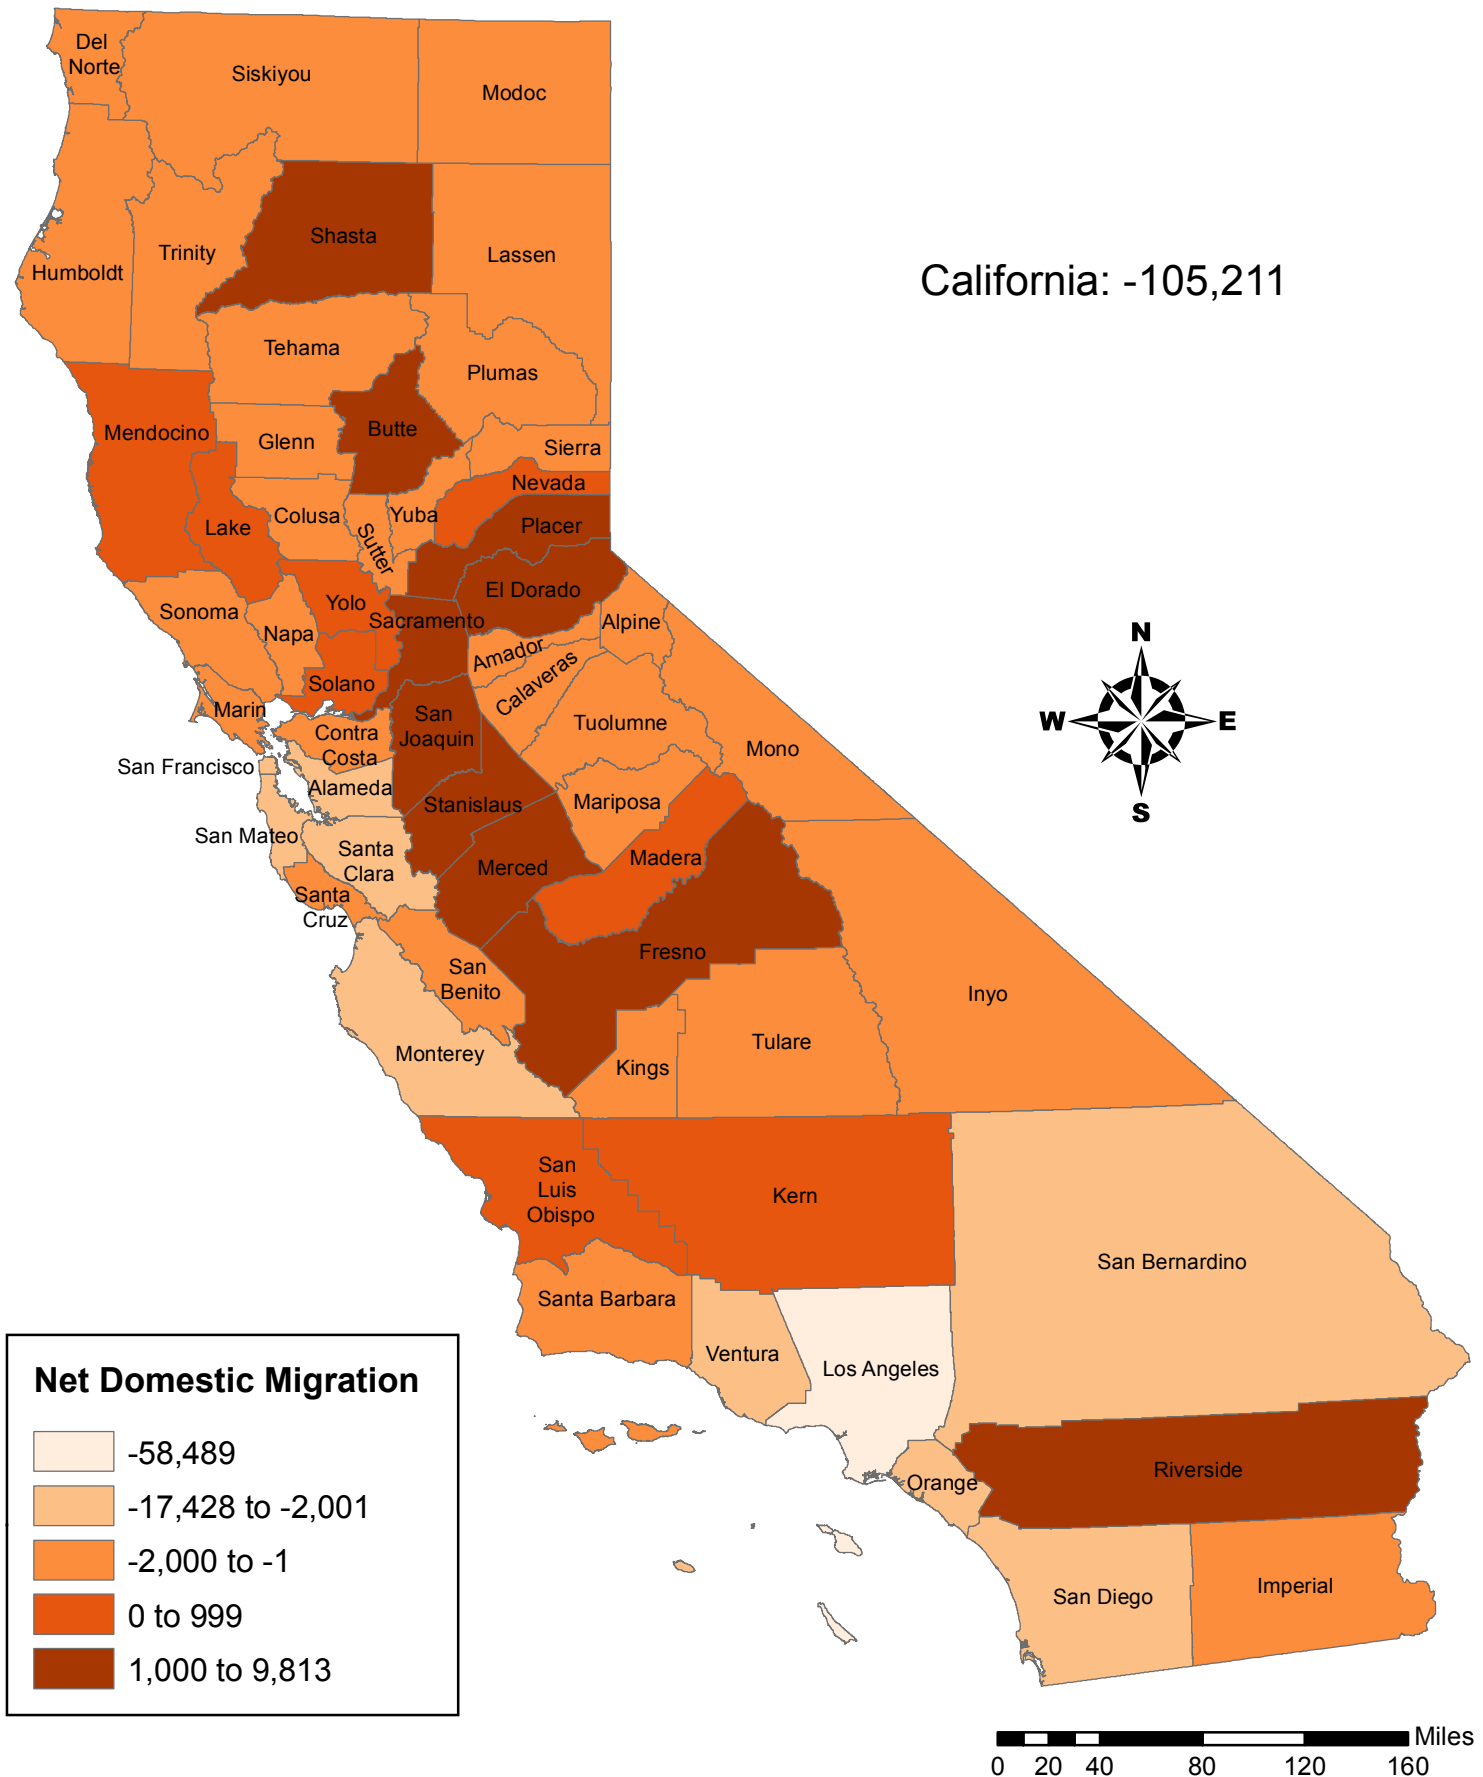 Del
Norte
Siskiyou
Modoc
Shasta
Trinity
Lassen
Humboldt
California: -105,211
Tehama
Plumas
Mendocino
Butte
Glenn
Sierra
Nevada
Colusa
Yuba
Placer
Lake
Sutter
El Dorado
Yolo
Sonoma
Sacramento
Alpine
Napa
Amador
Calaveras
Solano
Marin
San
Joaquin
Tuolumne
Contra
Costa
Mono
San Francisco
Alameda
Stanislaus
Mariposa
San Mateo
Santa
Clara
Merced
Madera
Santa
Cruz
Fresno
San
Benito
Inyo
Monterey
Tulare
Kings
San
Luis
Obispo
Kern
San Bernardino
Santa Barbara
Ventura
Los Angeles
Orange
Riverside
San Diego
Imperial
N
W
E
S
Net Domestic Migration
-58,489
-17,428 to -2,001
-2,000 to -1
0 to 999
1,000 to 9,813
Miles
0 20 40 80 120 160